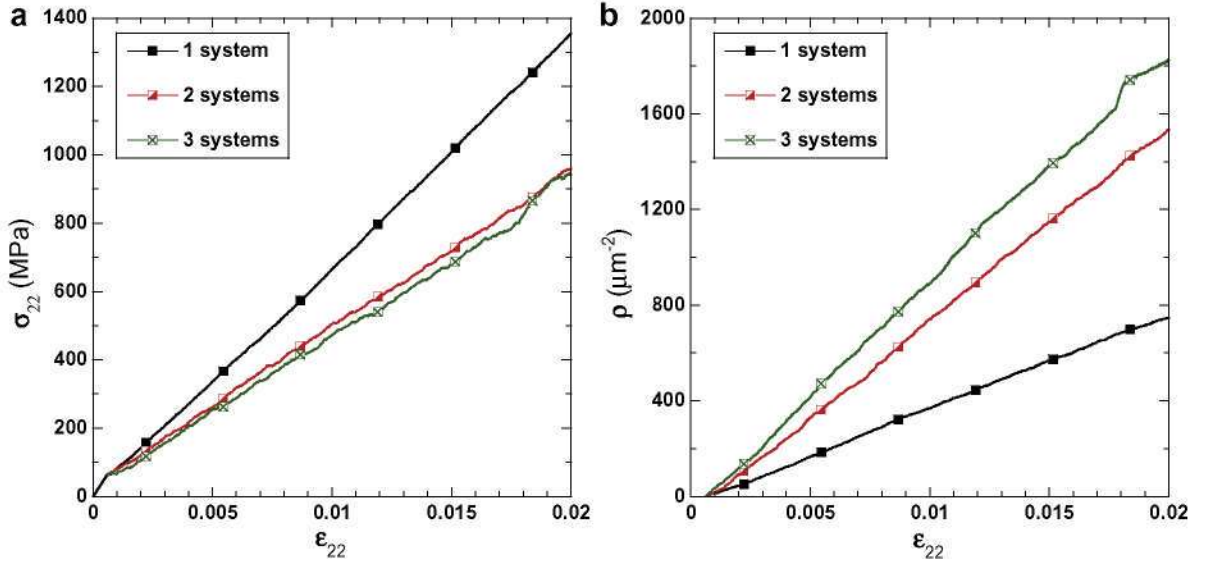 a
1 system
2 systems
3 systems
σ22 (MPa)
1400
1200
1000
800
600
400
200
0
0 0.005 0.01 0.015 0.02
ε22
b
1 system
2 systems
3 systems
ρ (μm-2)
2000
1600
1200
800
400
0
0 0.005 0.01 0.015 0.02
ε22